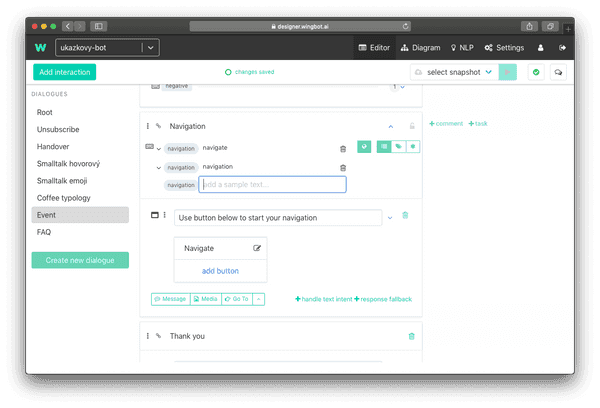 designer.wingbot.ai
W
ukazkovy-bot
Editor
Diagram
NLP
Settings
Add interaction
changes saved
select snapshot
DIALOGUES
Root
Unsubscribe
Handover
Smalltalk hovorový
Smalltalk emoji
Coffee typology
Event
FAQ
Create new dialogue
negative
1
Navigation
navigation navigate
navigation navigation
navigation add a sample text...
+comment +task
Use button below to start your navigation
Navigate
add button
Message
Media
Go To
+handle text intent +response fallback
Thank you